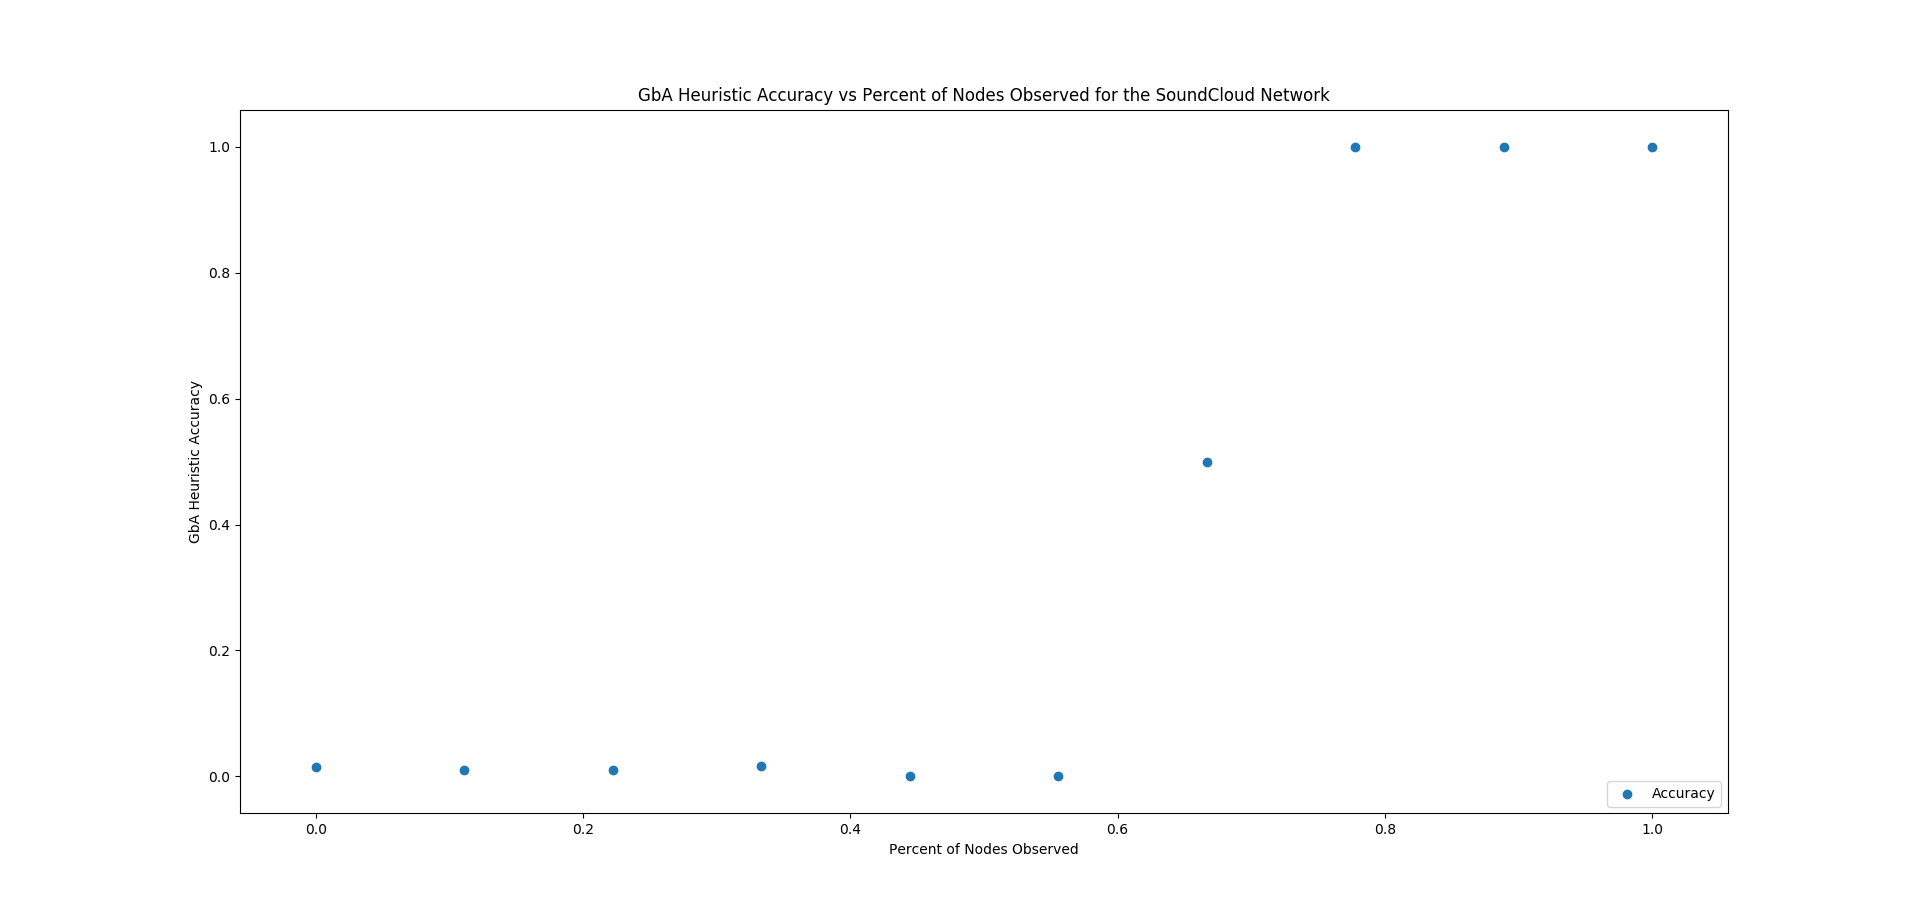 GbA Heuristic Accuracy vs Percent of Nodes Observed for the SoundCloud Network
GbA Heuristic Accuracy
1.0
0.8
0.6
0.4
0.2
0.0
Accuracy
0.0 0.2 0.4 0.6 0.8 1.0
Percent of Nodes Observed